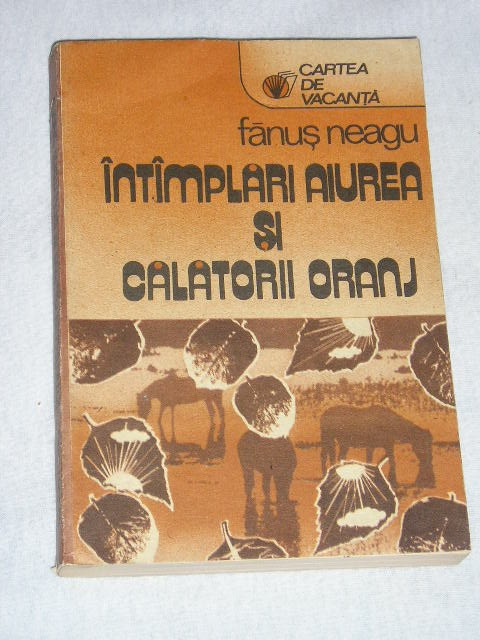 CARTEA
DE
VACANȚĂ
fănuș neagu
ÎNTÎMPLĂRI AIUREA
ȘI
CĂLĂTORII ORANJ